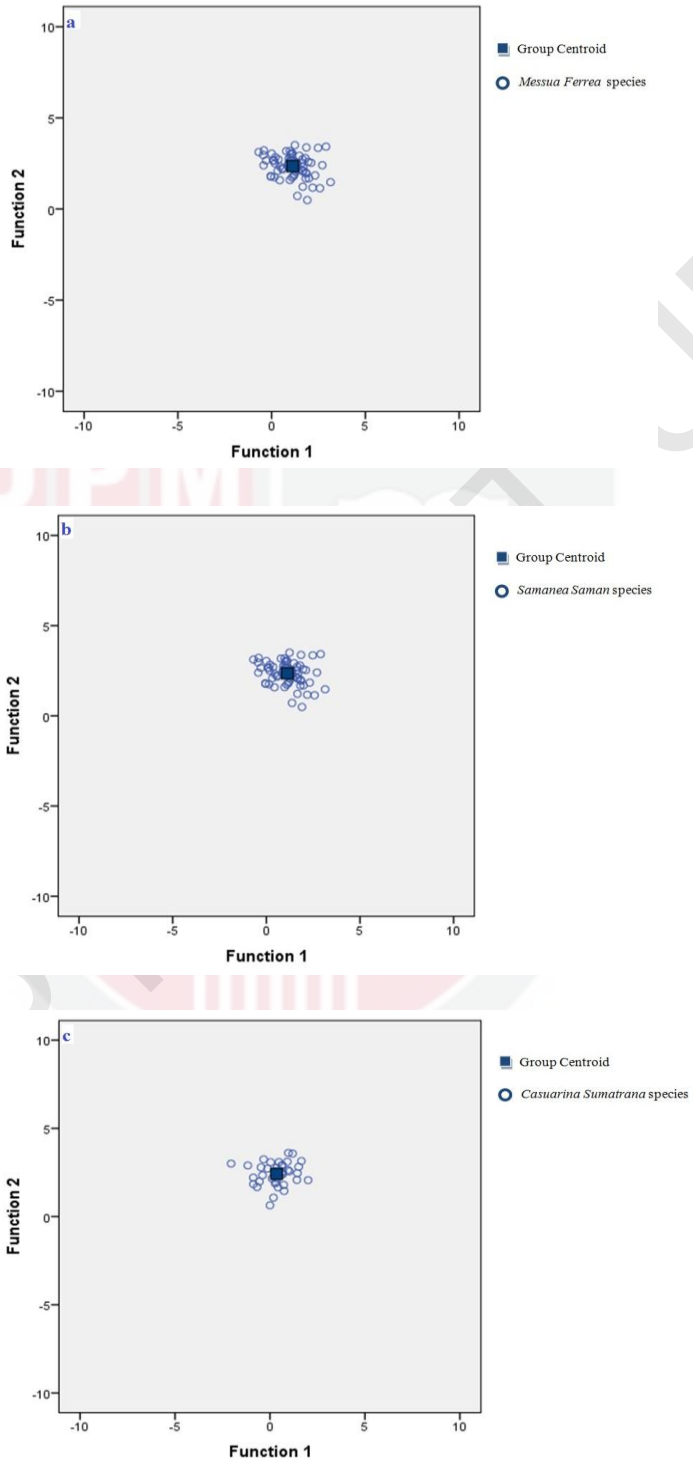 a
10
5
0
-5
-10
Function 2
-10 -5 0 5 10
Function 1
Group Centroid
Messua Ferrea species
UPM
b
10
5
0
-5
-10
Function 2
-10 -5 0 5 10
Function 1
Group Centroid
Samanea Saman species
c
10
5
0
-5
-10
Function 2
-10 -5 0 5 10
Function 1
Group Centroid
Casuarina Sumatrana species